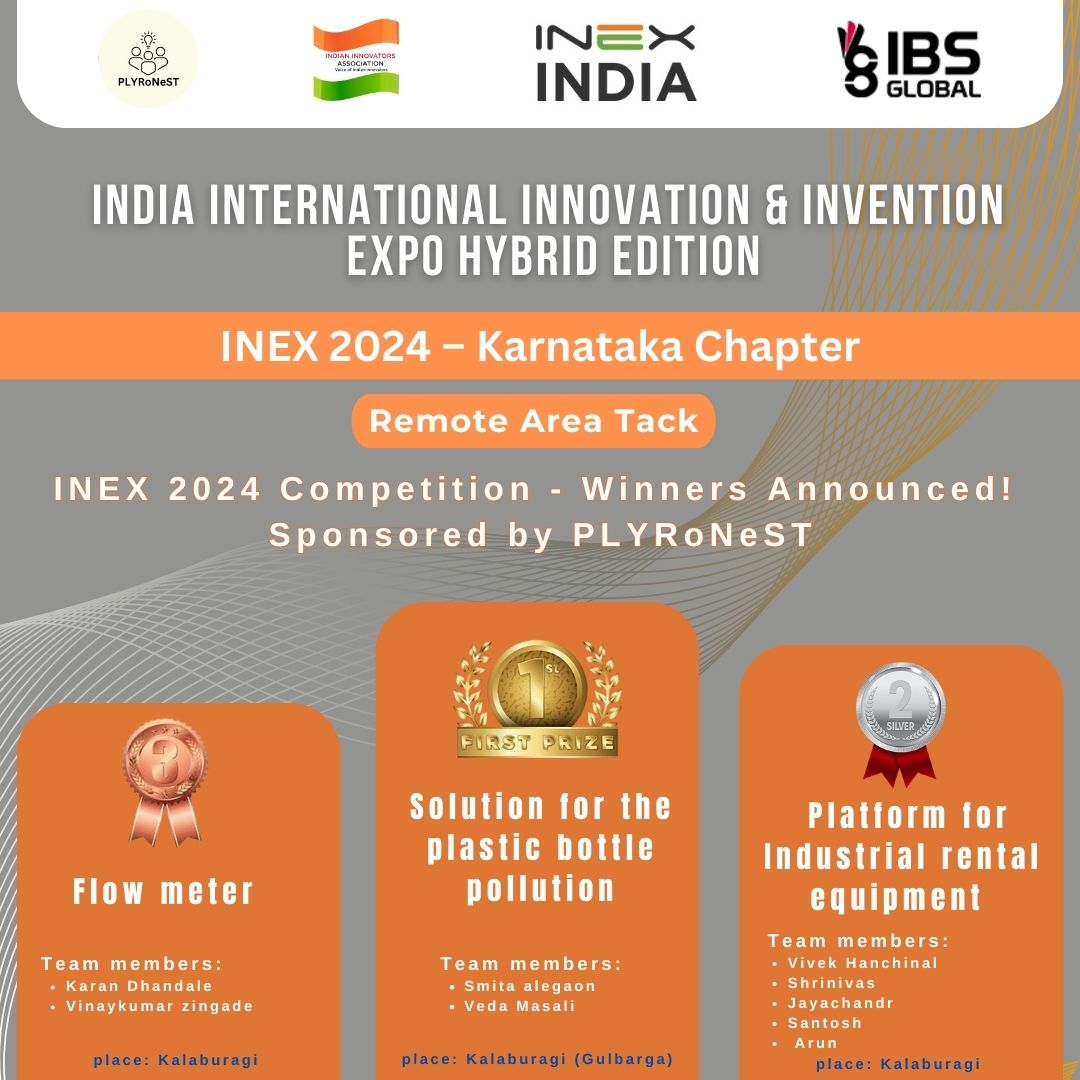 PLYRoNeST
INDIAN INNOVATORS
ASSOCIATION
Voice of Indian Innovators
INEX
INDIA
IBS
GLOBAL
INDIA INTERNATIONAL INNOVATION & INVENTION
EXPO HYBRID EDITION
INEX 2024 – Karnataka Chapter
Remote Area Tack
INEX 2024 Competition - Winners Announced!
Sponsored by PLYRoNeST
3
Flow meter
Team members:
• Karan Dhandale
• Vinaykumar zingade
place: Kalaburagi
1st
FIRST PRIZE
Solution for the
plastic bottle
pollution
Team members:
• Smita alegaon
• Veda Masali
place: Kalaburagi (Gulbarga)
2
SILVER
Platform for
Industrial rental
equipment
Team members:
• Vivek Hanchinal
• Shrinivas
• Jayachandr
• Santosh
• Arun
place: Kalaburagi